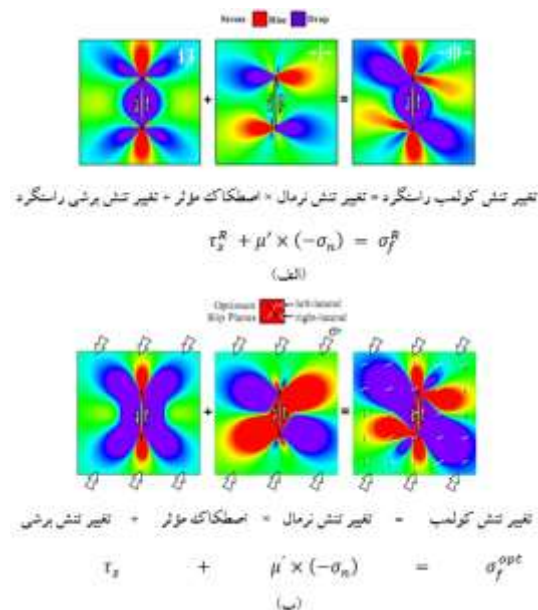 Stress Rise Drop
+ =
تغییر تنش کولمب راستگرد = تغییر تنش نرمال × اصطکاک مؤثر + تغییر تنش برشی راستگرد
τ_s^R + μ' × (−σ_n) = σ_f^R
(الف)
Optimum left-lateral
Slip Planes right-lateral
+ =
تغییر تنش کولمب = تغییر تنش نرمال × اصطکاک مؤثر + تغییر تنش برشی
τ_s + μ' × (−σ_n) = σ_f^opt
(ب)